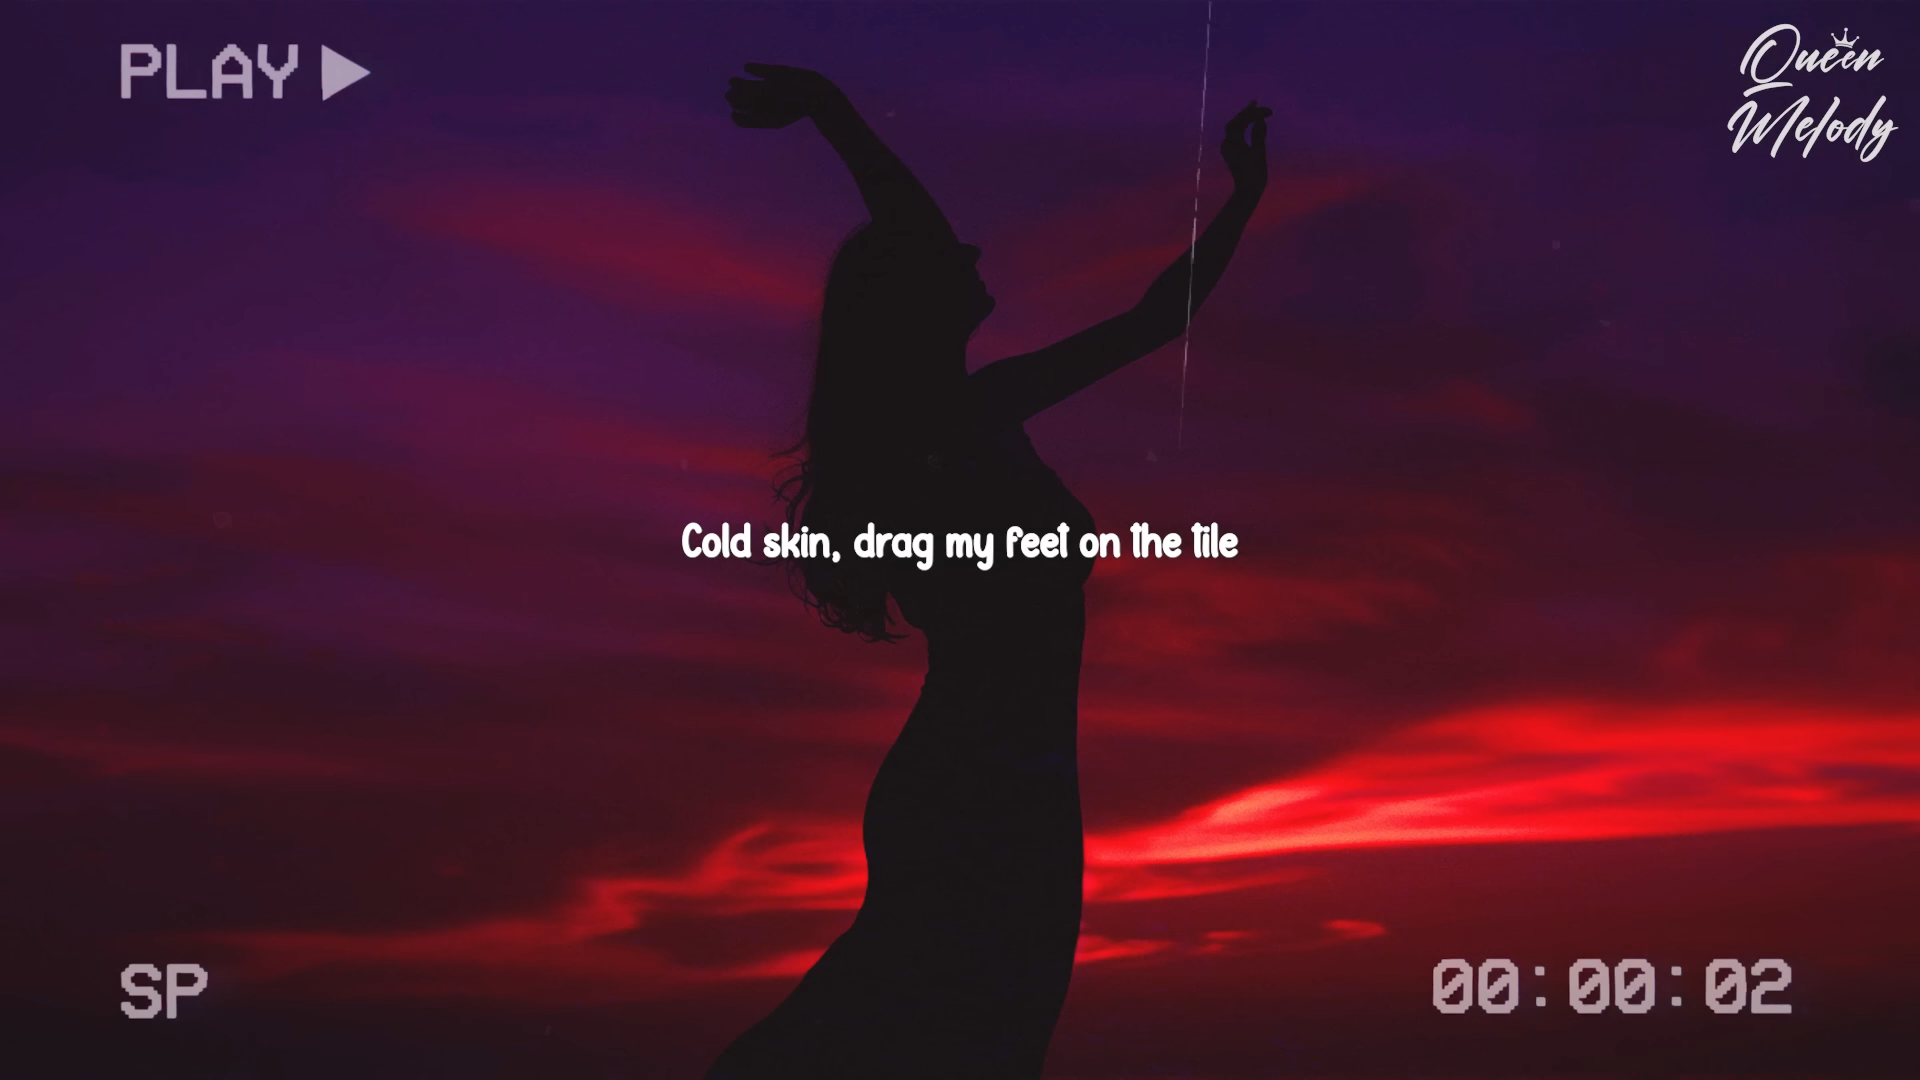 PLAY
Queen
Melody
Cold skin, drag my feet on the tile
SP
00:00:02